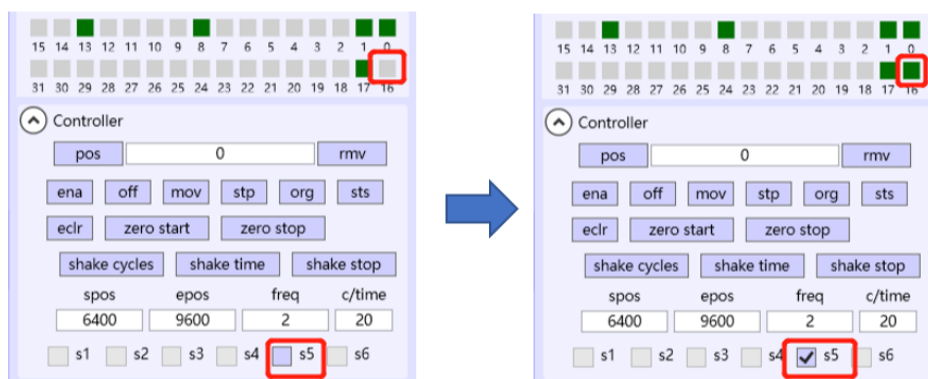 15 14 13 12 11 10 9 8 7 6 5 4 3 2 1 0
31 30 29 28 27 26 25 24 23 22 21 20 19 18 17 16
Controller
pos 0 rmv
ena off mov stp org sts
eclr zero start zero stop
shake cycles shake time shake stop
spos epos freq c/time
6400 9600 2 20
s1 s2 s3 s4 s5 s6
15 14 13 12 11 10 9 8 7 6 5 4 3 2 1 0
31 30 29 28 27 26 25 24 23 22 21 20 19 18 17 16
Controller
pos 0 rmv
ena off mov stp org sts
eclr zero start zero stop
shake cycles shake time shake stop
spos epos freq c/time
6400 9600 2 20
s1 s2 s3 s4 s5 s6